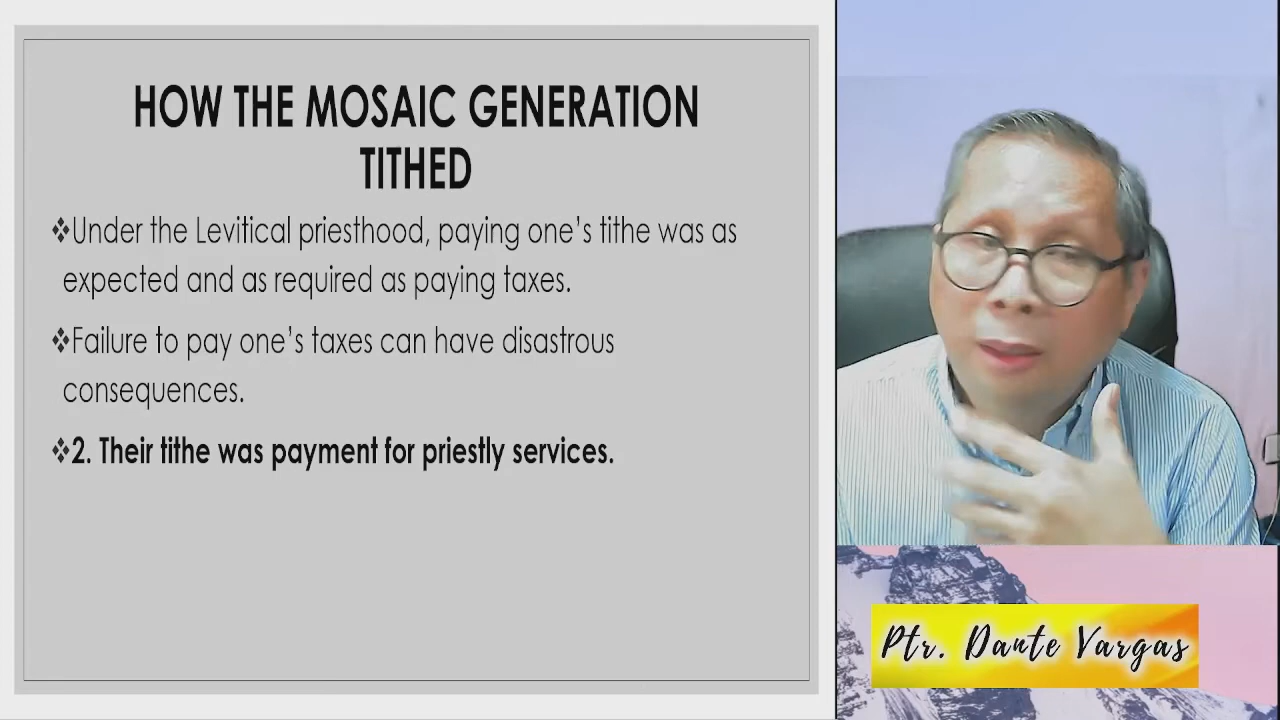 HOW THE MOSAIC GENERATION
TITHED
❖Under the Levitical priesthood, paying one's tithe was as
expected and as required as paying taxes.
❖Failure to pay one's taxes can have disastrous
consequences.
❖2. Their tithe was payment for priestly services.
Ptr. Dante Vargas